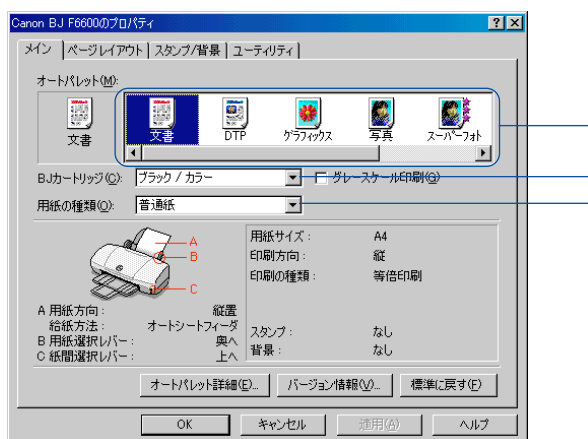 Canon BJ F6600のプロパティ
メイン ページレイアウト スタンプ/背景 ユーティリティ
オートパレット(M):
文書 文書 DTP グラフィックス 写真 スーパーフォト
BJカートリッジ(C): ブラック / カラー グレースケール印刷(G)
用紙の種類(O): 普通紙
A
B
C
A 用紙方向: 縦置
給紙方法: オートシートフィーダ
B 用紙選択レバー: 奥へ
C 紙間選択レバー: 上へ
用紙サイズ: A4
印刷方向: 縦
印刷の種類: 等倍印刷
スタンプ: なし
背景: なし
オートパレット詳細(E)... バージョン情報(V)... 標準に戻す(F)
OK キャンセル 適用(A) ヘルプ